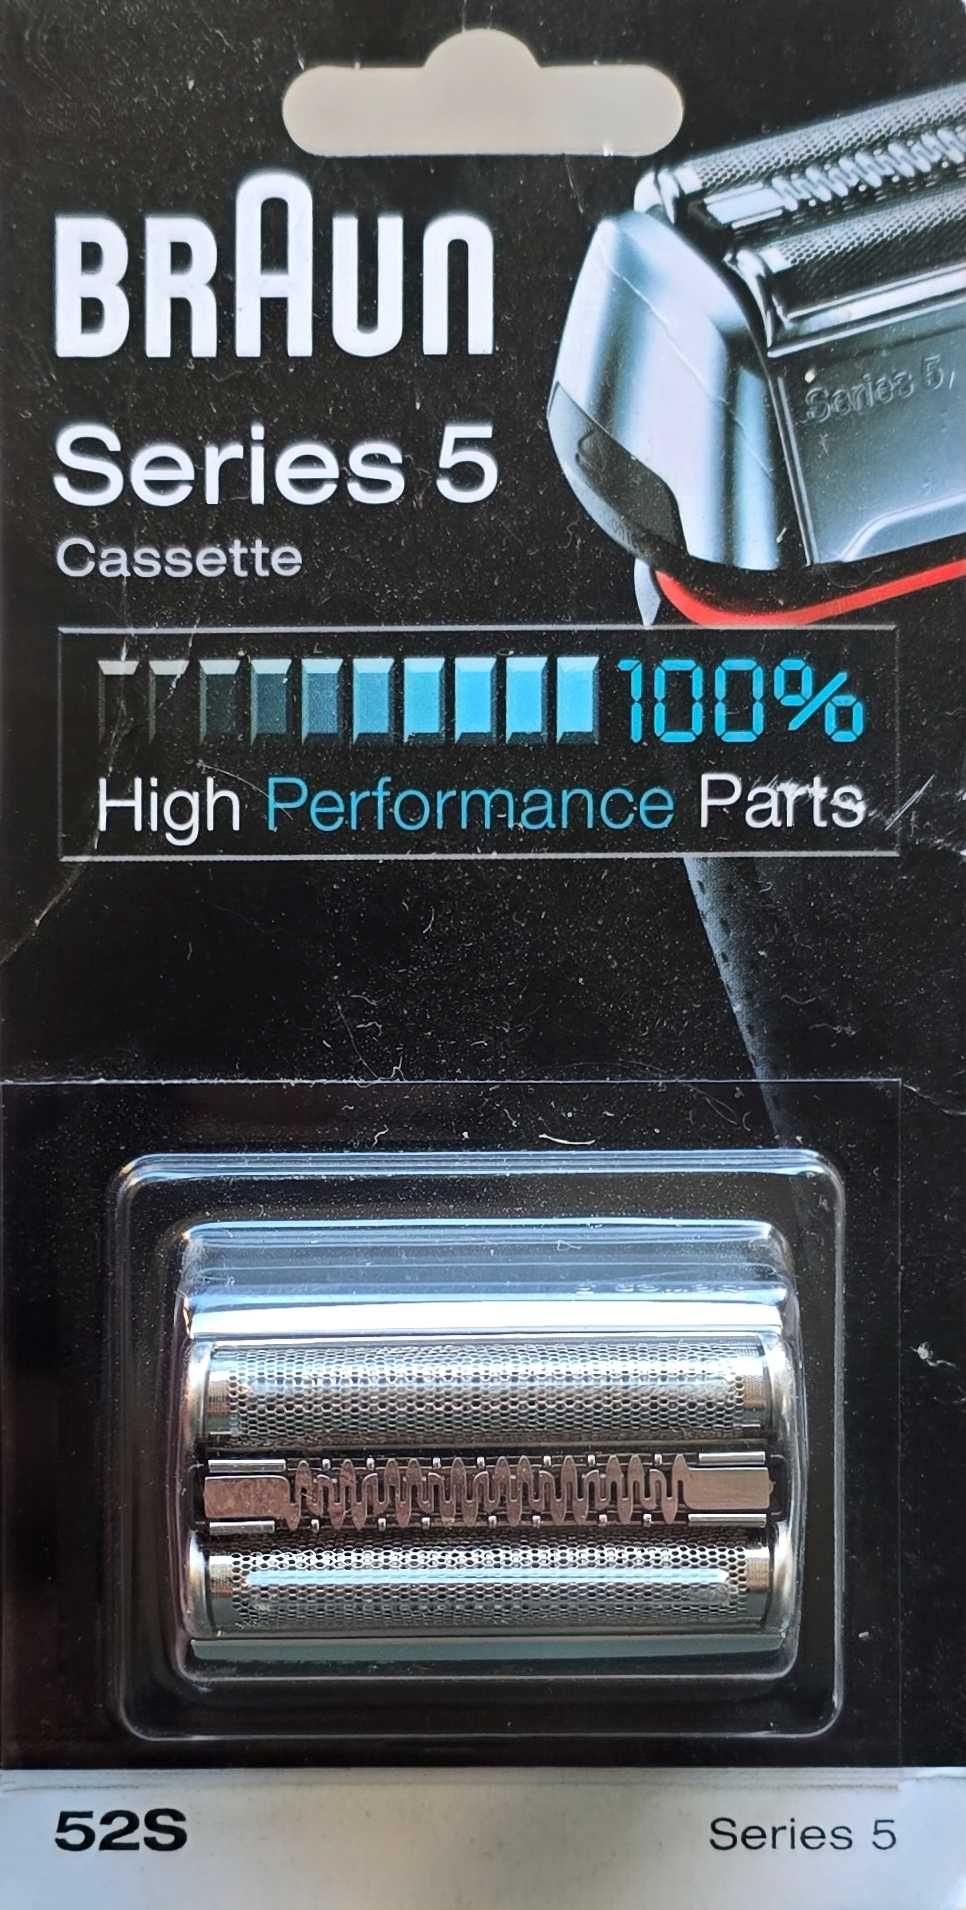 BRAUN
Series 5
Series 5
Cassette
100%
High Performance Parts
52S
Series 5